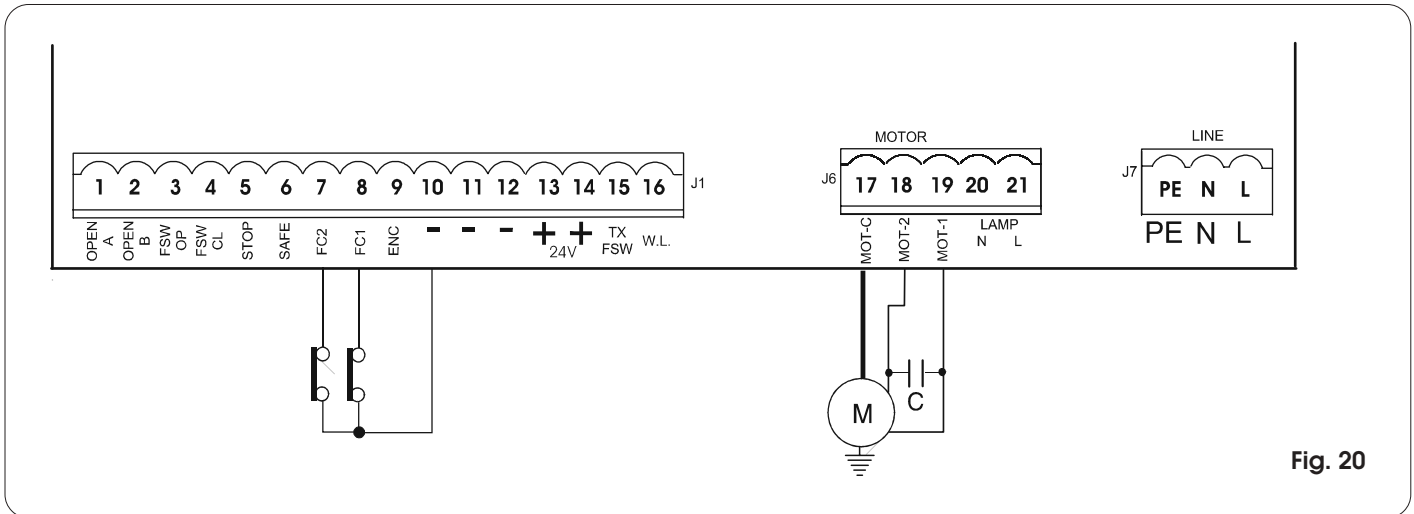 MOTOR
LINE
1 2 3 4 5 6 7 8 9 10 11 12 13 14 15 16
J1
J6
17 18 19 20 21
J7
PE N L
OPEN A
OPEN B
FSW OP
FSW CL
STOP
SAFE
FC2
FC1
ENC
- - - + +
24V
TX FSW
W.L.
MOT-C
MOT-2
MOT-1
LAMP
N L
PE N L
C
M
Fig. 20